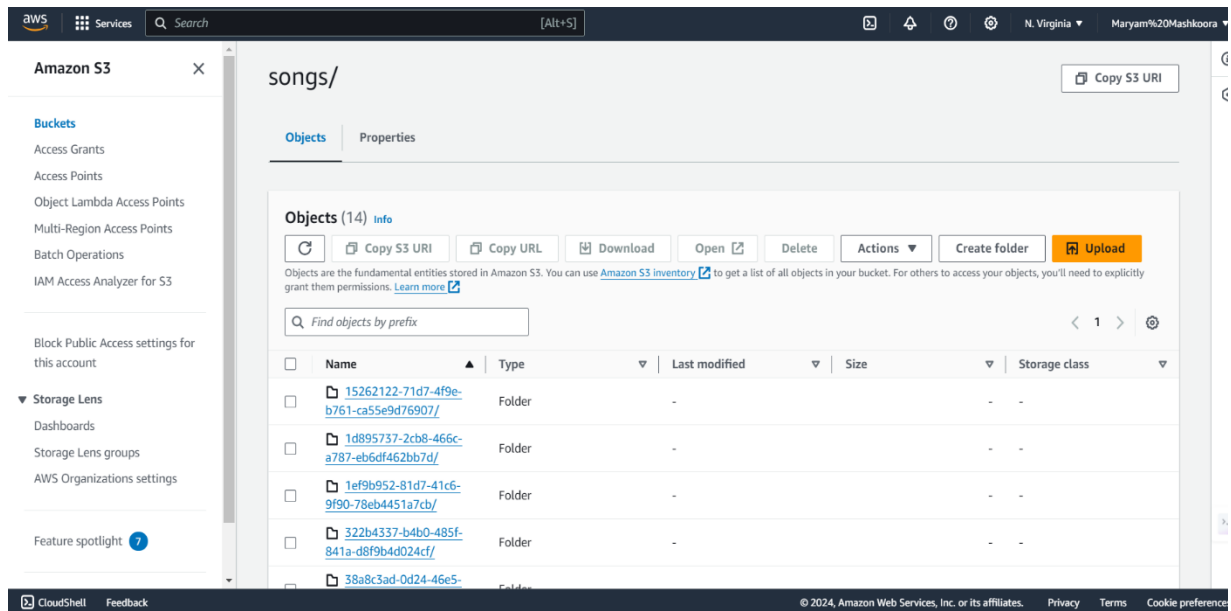 aws
Services
Search
[Alt+S]
N. Virginia
Maryam%20Mashkoora
Amazon S3
Buckets
Access Grants
Access Points
Object Lambda Access Points
Multi-Region Access Points
Batch Operations
IAM Access Analyzer for S3
Block Public Access settings for
this account
Storage Lens
Dashboards
Storage Lens groups
AWS Organizations settings
Feature spotlight 7
songs/
Copy S3 URI
Objects
Properties
Objects (14) Info
Copy S3 URI
Copy URL
Download
Open
Delete
Actions
Create folder
Upload
Objects are the fundamental entities stored in Amazon S3. You can use Amazon S3 inventory to get a list of all objects in your bucket. For others to access your objects, you'll need to explicitly
grant them permissions. Learn more
Find objects by prefix
1
Name
Type
Last modified
Size
Storage class
15262122-71d7-4f9e-
b761-ca55e9d76907/
Folder
-
-
-
1d895737-2cb8-466c-
a787-eb6df462bb7d/
Folder
-
-
-
1ef9b952-81d7-41c6-
9f90-78eb4451a7cb/
Folder
-
-
-
322b4337-b4b0-485f-
841a-d8f9b4d024cf/
Folder
-
-
-
38a8c3ad-0d24-46e5-
Folder
CloudShell
Feedback
© 2024, Amazon Web Services, Inc. or its affiliates.
Privacy
Terms
Cookie preference